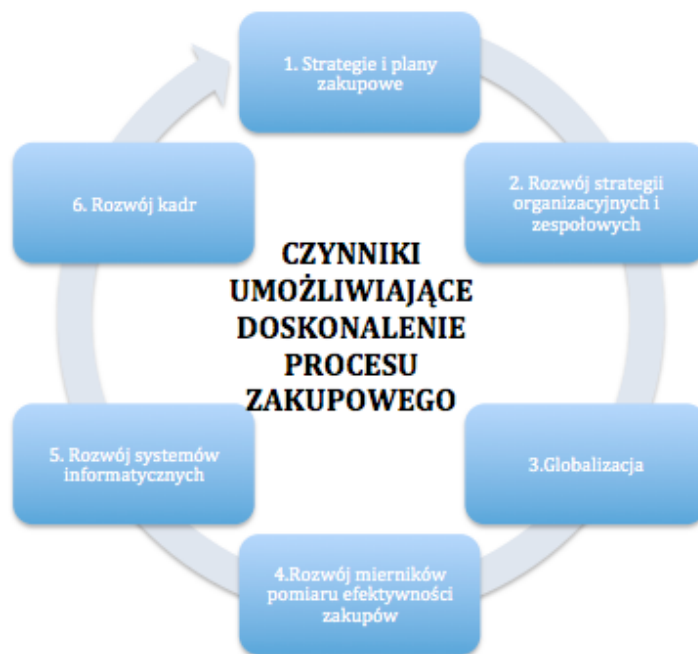 1. Strategie i plany
zakupowe
2. Rozwój strategii
organizacyjnych i
zespołowych
3.Globalizacja
4.Rozwój mierników
pomiaru efektywności
zakupów
5. Rozwój systemów
informatycznych
6. Rozwój kadr
CZYNNIKI
UMOŻLIWIAJĄCE
DOSKONALENIE
PROCESU
ZAKUPOWEGO